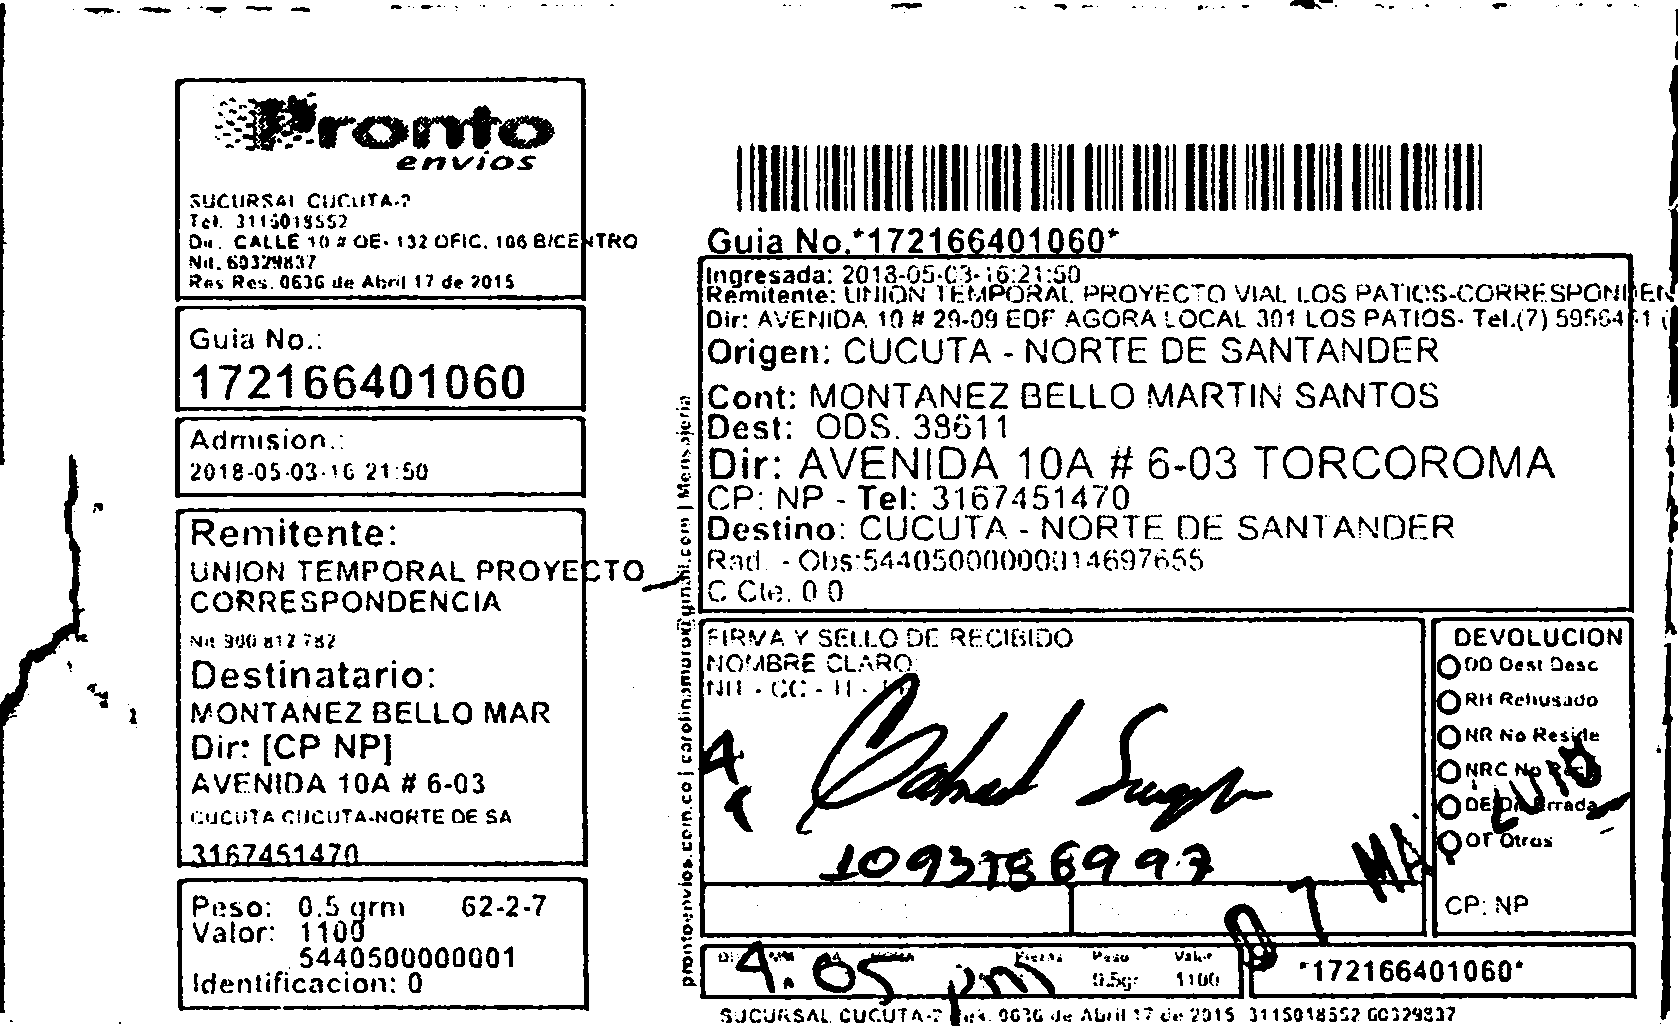 Pronto
envios
SUCURSAL CUCUTA-2
Tel. 3115018552
Dir. CALLE 10 # OE- 132 OFIC. 106 B/CENTRO
Nit. 60329837
Res Res. 0636 de Abril 17 de 2015
Guia No.:
172166401060
Admision.:
2018-05-03-16 21:50
Remitente:
UNION TEMPORAL PROYECTO
CORRESPONDENCIA
Nit 900 812 782
Destinatario:
MONTANEZ BELLO MAR
Dir: [CP NP]
AVENIDA 10A # 6-03
CUCUTA CUCUTA-NORTE DE SA
3167451470
Peso: 0.5 grm 62-2-7
Valor: 1100
5440500000001
Identificacion: 0
prontoenvios.com.co | carolinamuro@gmail.com | Mensajeria
Guia No.*172166401060*
Ingresada: 2018-05-03-16:21:50
Remitente: UNION TEMPORAL PROYECTO VIAL LOS PATIOS-CORRESPONDEN
Dir: AVENIDA 10 # 29-09 EDF AGORA LOCAL 301 LOS PATIOS- Tel.(7)
Origen: CUCUTA - NORTE DE SANTANDER
Cont: MONTANEZ BELLO MARTIN SANTOS
Dest: ODS. 38611
Dir: AVENIDA 10A # 6-03 TORCOROMA
CP: NP - Tel: 3167451470
Destino: CUCUTA - NORTE DE SANTANDER
Rad. - Obs:54405000000014697655
C Cte. 0 0
FIRMA Y SELLO DE RECIBIDO
NOMBRE CLARO:
Nit - CC - H -
1093786997
DEVOLUCION
DD Dest Desc
RH Rehusado
NR No Reside
NRC No
DE Dir Errada
OT Otros
CP: NP
07 MAY
4:05 pm
Peso Valor
0.5gr 1100
*172166401060*
SUCURSAL CUCUTA-2 Res. 0636 de Abril 17 de 2015 3115018552 60329837